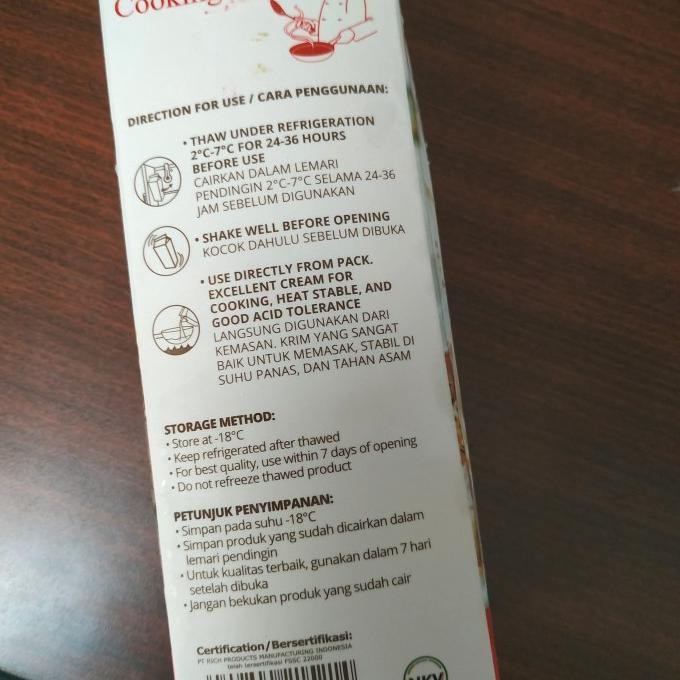 Cooking
DIRECTION FOR USE / CARA PENGGUNAAN:
• THAW UNDER REFRIGERATION
2°C-7°C FOR 24-36 HOURS
BEFORE USE
CAIRKAN DALAM LEMARI
PENDINGIN 2°C-7°C SELAMA 24-36
JAM SEBELUM DIGUNAKAN
• SHAKE WELL BEFORE OPENING
KOCOK DAHULU SEBELUM DIBUKA
• USE DIRECTLY FROM PACK.
EXCELLENT CREAM FOR
COOKING, HEAT STABLE, AND
GOOD ACID TOLERANCE
LANGSUNG DIGUNAKAN DARI
KEMASAN. KRIM YANG SANGAT
BAIK UNTUK MEMASAK, STABIL DI
SUHU PANAS, DAN TAHAN ASAM
STORAGE METHOD:
• Store at -18°C
• Keep refrigerated after thawed
• For best quality, use within 7 days of opening
• Do not refreeze thawed product
PETUNJUK PENYIMPANAN:
• Simpan pada suhu -18°C
• Simpan produk yang sudah dicairkan dalam
lemari pendingin
• Untuk kualitas terbaik, gunakan dalam 7 hari
setelah dibuka
• Jangan bekukan produk yang sudah cair
Certification/Bersertifikasi:
PT RICH PRODUCTS MANUFACTURING INDONESIA
telah tersertifikasi FSSC 22000
NKV